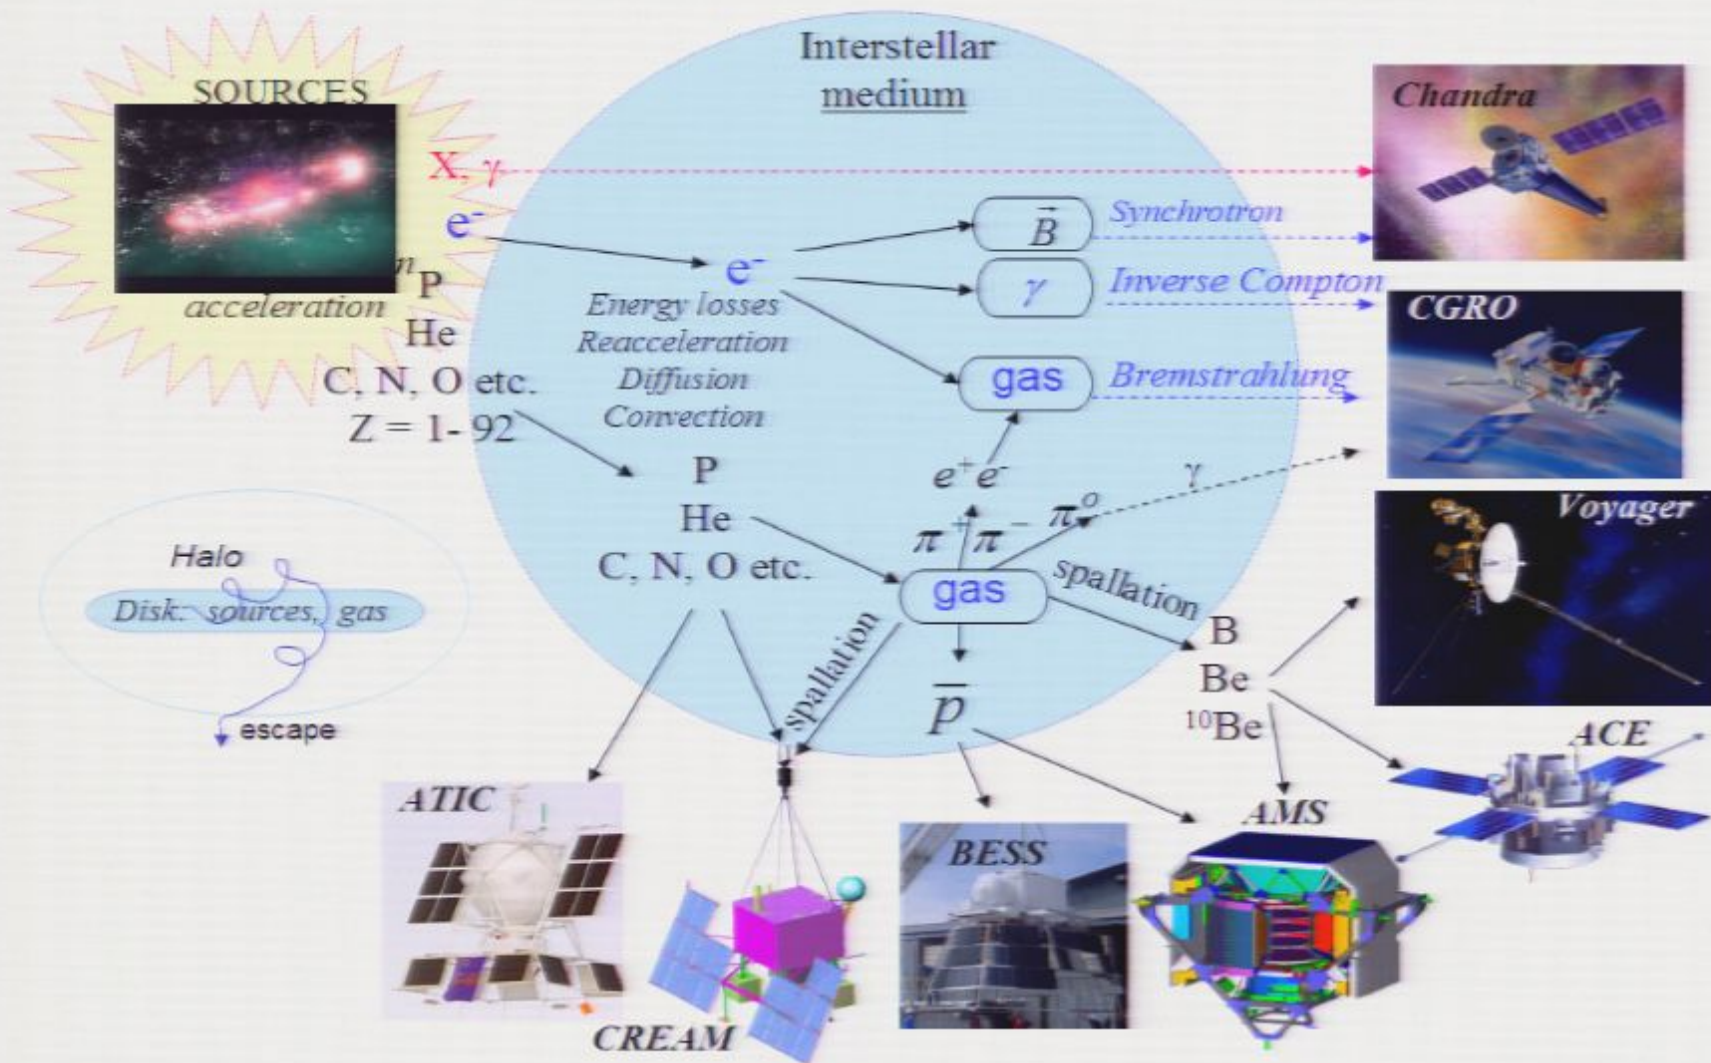 Interstellar
medium
SOURCES
acceleration
X, γ
e⁻
P
He
C, N, O etc.
Z = 1- 92
e⁻
Energy losses
Reacceleration
Diffusion
Convection
B⃗
Synchrotron
γ
Inverse Compton
gas
Bremstrahlung
e⁺e⁻
π⁺π⁻
π⁰
γ
P
He
C, N, O etc.
gas
spallation
spallation
p̅
B
Be
¹⁰Be
Halo
Disk: sources, gas
escape
Chandra
CGRO
Voyager
ACE
AMS
BESS
CREAM
ATIC